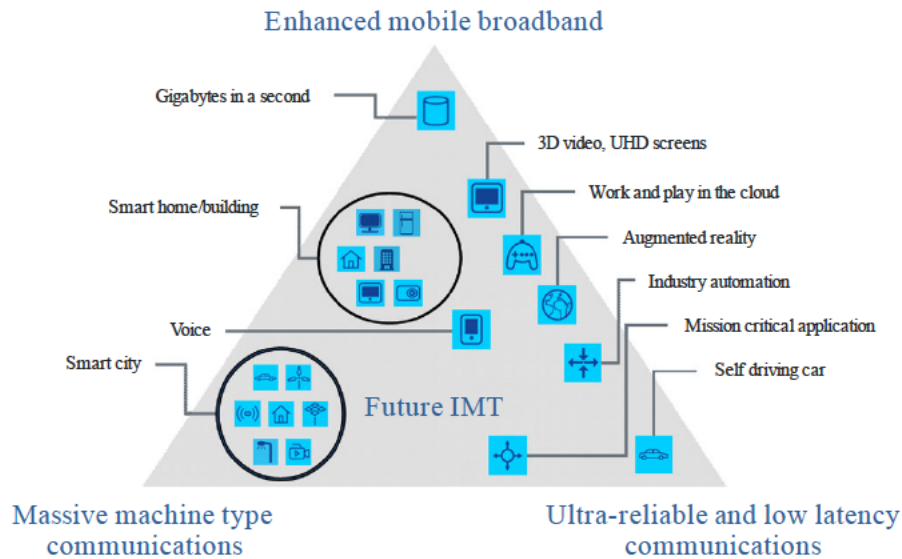 Enhanced mobile broadband
Gigabytes in a second
3D video, UHD screens
Work and play in the cloud
Smart home/building
Augmented reality
Industry automation
Voice
Mission critical application
Smart city
Self driving car
Future IMT
Massive machine type
communications
Ultra-reliable and low latency
communications